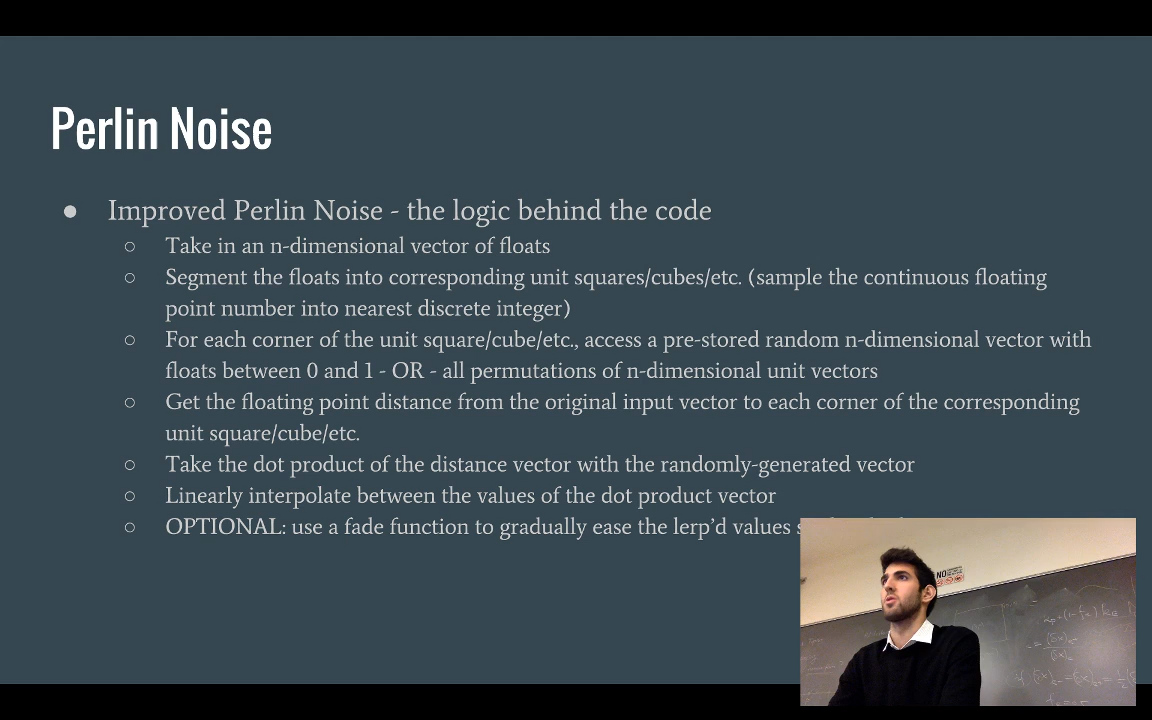 Perlin Noise
● Improved Perlin Noise - the logic behind the code
○ Take in an n-dimensional vector of floats
○ Segment the floats into corresponding unit squares/cubes/etc. (sample the continuous floating
point number into nearest discrete integer)
○ For each corner of the unit square/cube/etc., access a pre-stored random n-dimensional vector with
floats between 0 and 1 - OR - all permutations of n-dimensional unit vectors
○ Get the floating point distance from the original input vector to each corner of the corresponding
unit square/cube/etc.
○ Take the dot product of the distance vector with the randomly-generated vector
○ Linearly interpolate between the values of the dot product vector
○ OPTIONAL: use a fade function to gradually ease the lerp’d values
NO